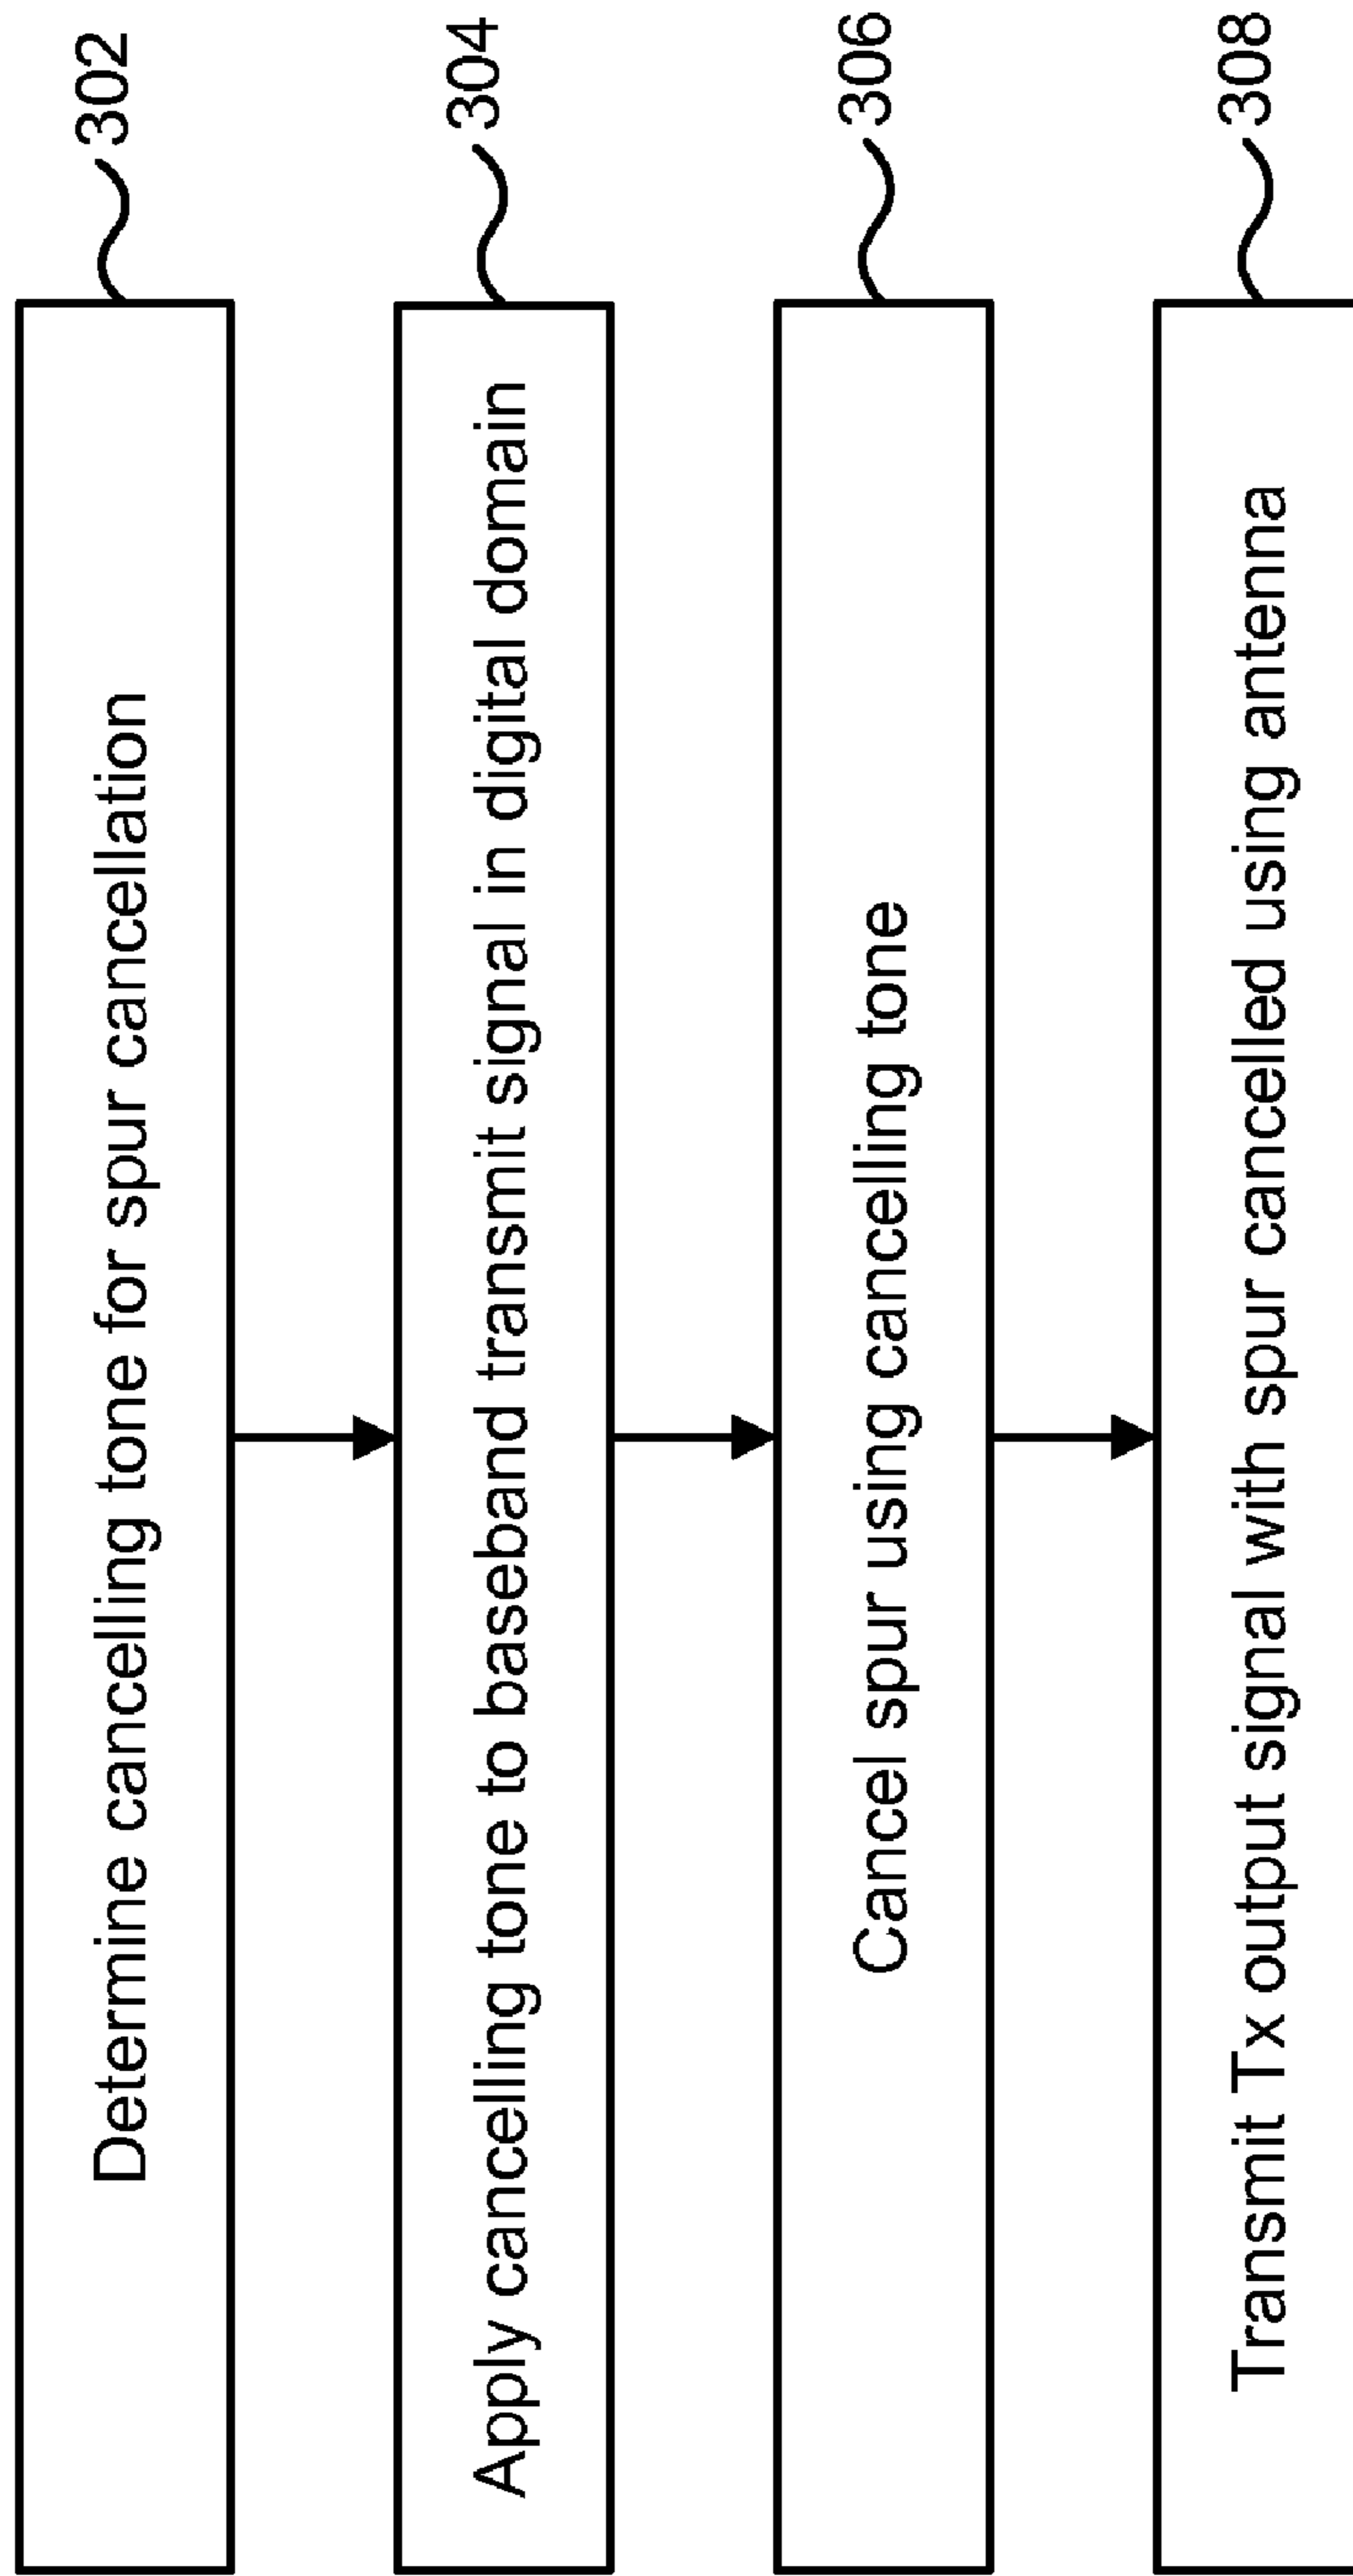 Determine cancelling tone for spur cancellation
302
Apply cancelling tone to baseband transmit signal in digital domain
304
Cancel spur using cancelling tone
306
Transmit Tx output signal with spur cancelled using antenna
308